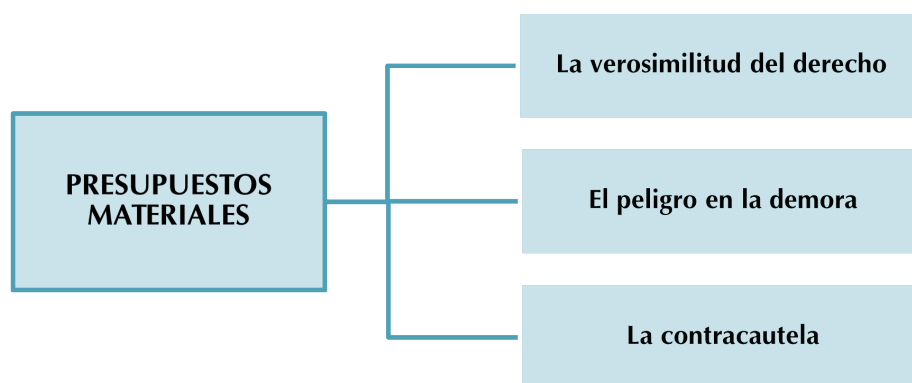 PRESUPUESTOS
MATERIALES
La verosimilitud del derecho
El peligro en la demora
La contracautela